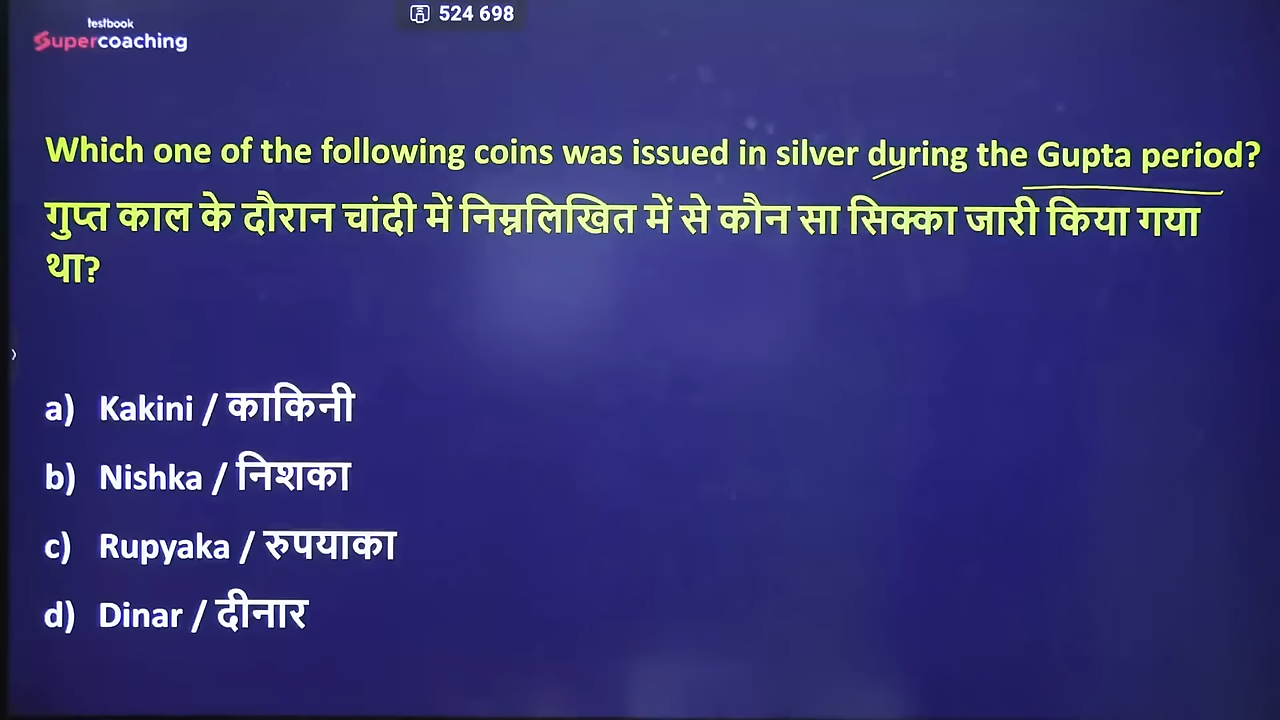 testbook
Supercoaching
524 698
Which one of the following coins was issued in silver during the Gupta period?
गुप्त काल के दौरान चांदी में निम्नलिखित में से कौन सा सिक्का जारी किया गया
था?
a) Kakini / काकिनी
b) Nishka / निशका
c) Rupyaka / रुपयाका
d) Dinar / दीनार